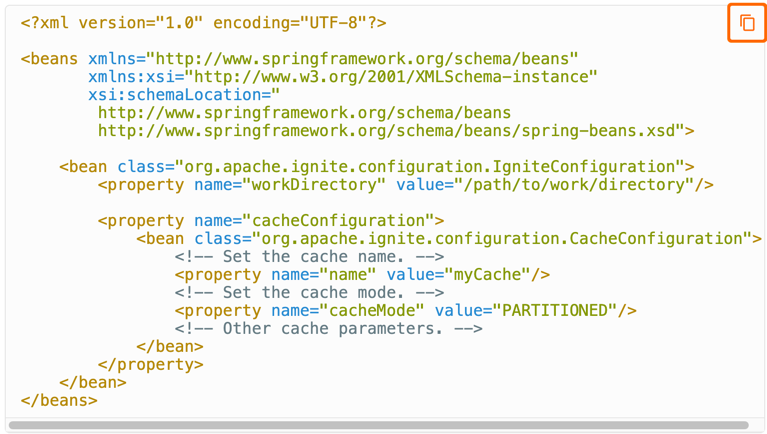 <?xml version="1.0" encoding="UTF-8"?>
<beans xmlns="http://www.springframework.org/schema/beans"
xmlns:xsi="http://www.w3.org/2001/XMLSchema-instance"
xsi:schemaLocation="
http://www.springframework.org/schema/beans
http://www.springframework.org/schema/beans/spring-beans.xsd">
<bean class="org.apache.ignite.configuration.IgniteConfiguration">
<property name="workDirectory" value="/path/to/work/directory"/>
<property name="cacheConfiguration">
<bean class="org.apache.ignite.configuration.CacheConfiguration">
<!-- Set the cache name. -->
<property name="name" value="myCache"/>
<!-- Set the cache mode. -->
<property name="cacheMode" value="PARTITIONED"/>
<!-- Other cache parameters. -->
</bean>
</property>
</bean>
</beans>